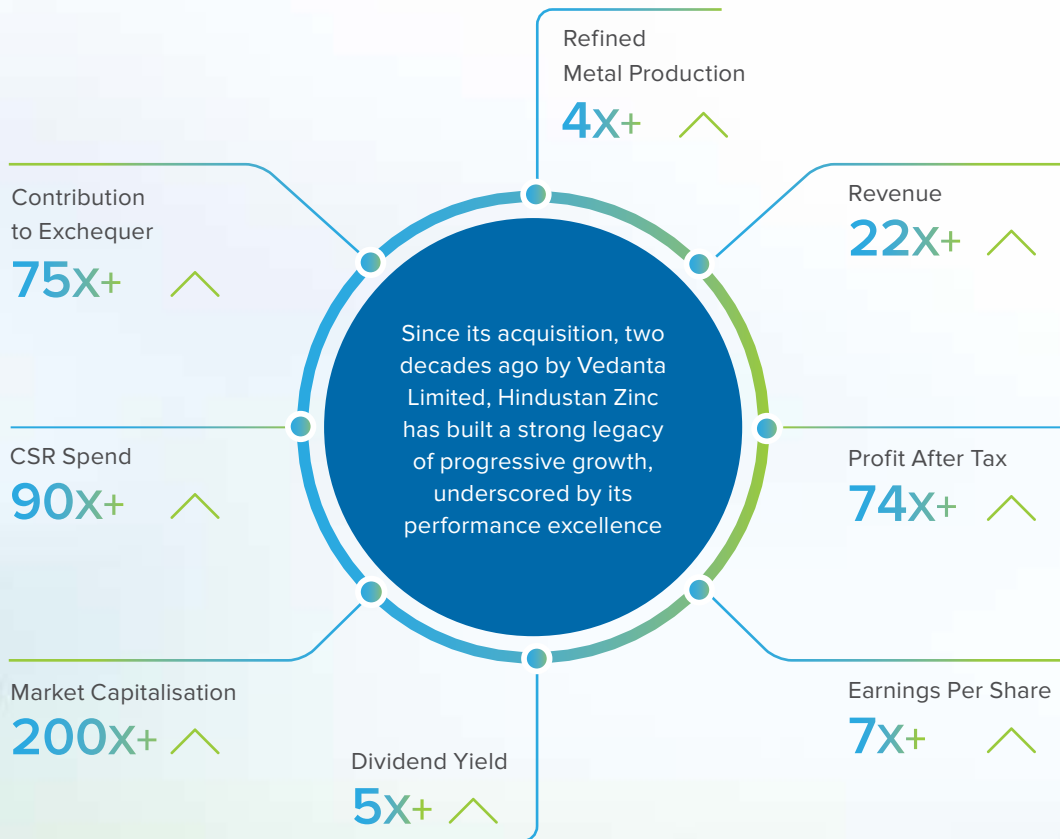 Refined
Metal Production
4X+
Contribution
to Exchequer
75X+
Revenue
22X+
Since its acquisition, two
decades ago by Vedanta
Limited, Hindustan Zinc
has built a strong legacy
of progressive growth,
underscored by its
performance excellence
CSR Spend
90X+
Profit After Tax
74X+
Market Capitalisation
200X+
Earnings Per Share
7X+
Dividend Yield
5X+